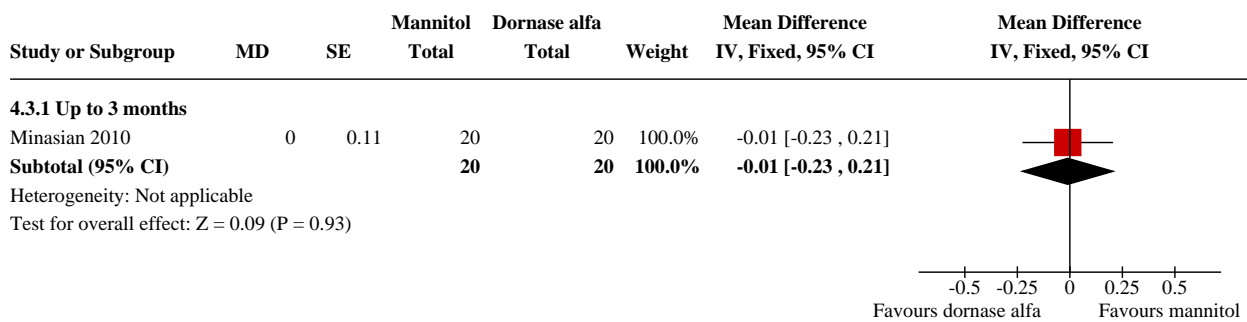 Mannitol Dornase alfa Mean Difference Mean Difference
Study or Subgroup MD SE Total Total Weight IV, Fixed, 95% CI IV, Fixed, 95% CI
4.3.1 Up to 3 months
Minasian 2010 0 0.11 20 20 100.0% -0.01 [-0.23 , 0.21]
Subtotal (95% CI) 20 20 100.0% -0.01 [-0.23 , 0.21]
Heterogeneity: Not applicable
Test for overall effect: Z = 0.09 (P = 0.93)
-0.5 -0.25 0 0.25 0.5
Favours dornase alfa Favours mannitol